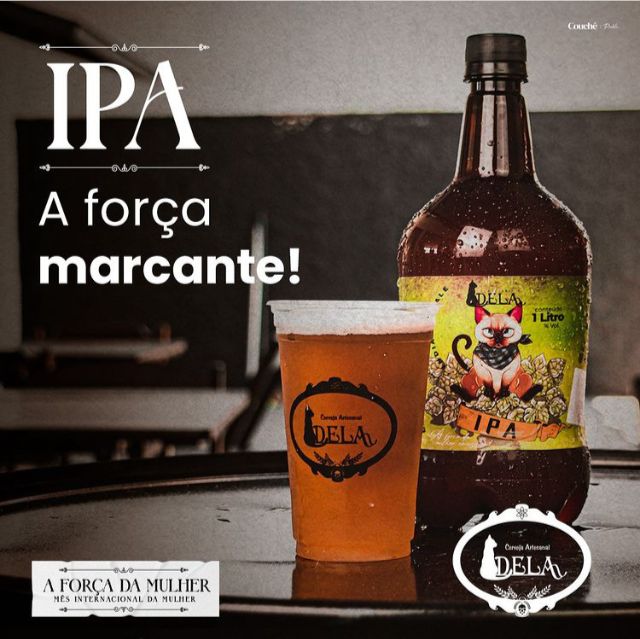 Couché
IPA
A força
marcante!
DELA
conteúdo
1 Litro
IPA
Cerveja Artesanal
DELA
A FORÇA DA MULHER
MÊS INTERNACIONAL DA MULHER
Cerveja Artesanal
DELA